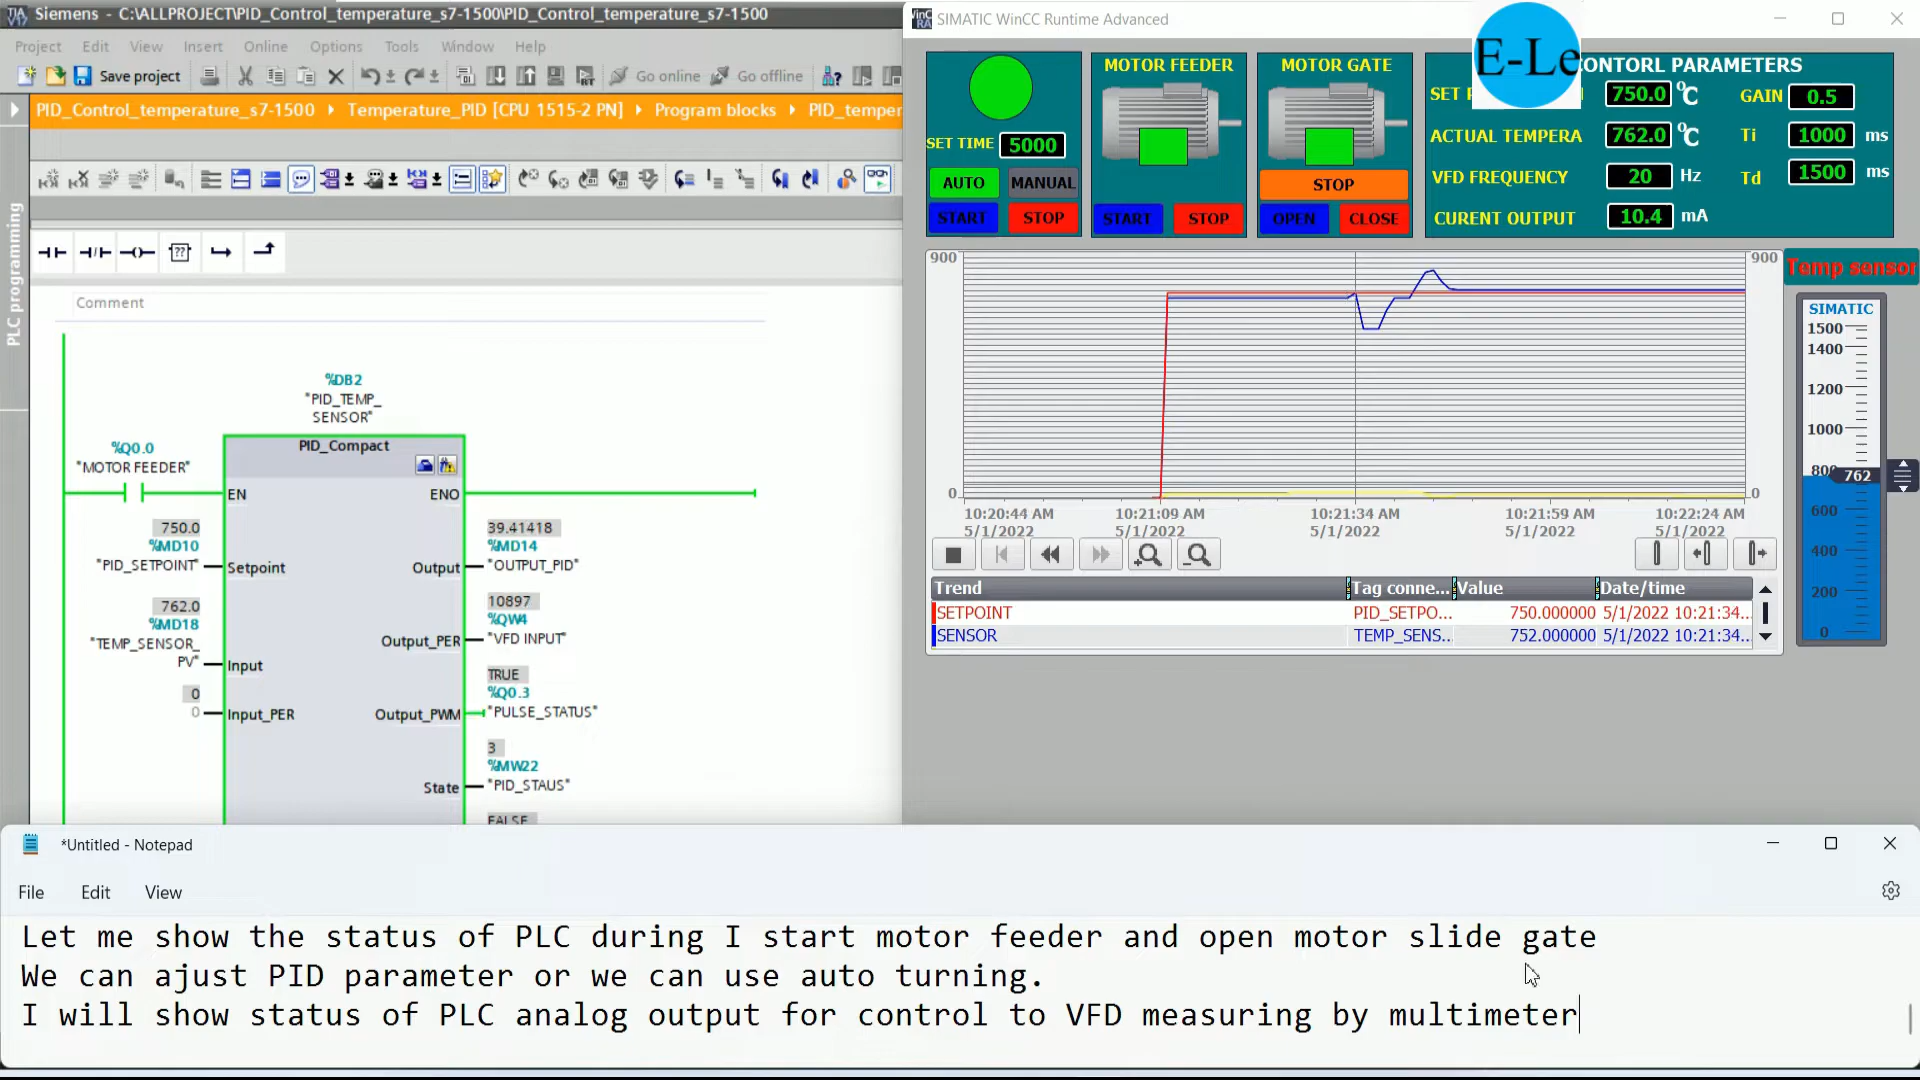 Siemens - C:\ALLPROJECT\PID_Control_temperature_s7-1500\PID_Control_temperature_s7-1500
Project Edit View Insert Online Options Tools Window Help
Save project Go online Go offline
PID_Control_temperature_s7-1500 Temperature_PID [CPU 1515-2 PN] Program blocks PID_temper
PLC programming
Comment
%DB2
"PID_TEMP_
SENSOR"
PID_Compact
%Q0.0
"MOTOR FEEDER"
EN ENO
750.0
%MD10
"PID_SETPOINT" Setpoint
762.0
%MD18
"TEMP_SENSOR_
PV" Input
0
0 Input_PER
39.41418
%MD14
Output "OUTPUT_PID"
10897
%QW4
Output_PER "VFD INPUT"
TRUE
%Q0.3
Output_PWM "PULSE_STATUS"
3
%MW22
State "PID_STAUS"
FALSE
SIMATIC WinCC Runtime Advanced
SET TIME 5000
AUTO MANUAL
START STOP
MOTOR FEEDER
START STOP
MOTOR GATE
STOP
OPEN CLOSE
E-Le
CONTORL PARAMETERS
SET 750.0 °C GAIN 0.5
ACTUAL TEMPERA 762.0 °C Ti 1000 ms
VFD FREQUENCY 20 Hz Td 1500 ms
CURENT OUTPUT 10.4 mA
900 900
0 0
10:20:44 AM 10:21:09 AM 10:21:34 AM 10:21:59 AM 10:22:24 AM
5/1/2022 5/1/2022 5/1/2022 5/1/2022 5/1/2022
Trend Tag conne... Value Date/time
SETPOINT PID_SETPO... 750.000000 5/1/2022 10:21:34...
SENSOR TEMP_SENS.. 752.000000 5/1/2022 10:21:34...
Temp sensor
SIMATIC
1500
1400
1200
1000
800
762
600
400
200
0
*Untitled - Notepad
File Edit View
Let me show the status of PLC during I start motor feeder and open motor slide gate
We can ajust PID parameter or we can use auto turning.
I will show status of PLC analog output for control to VFD measuring by multimeter